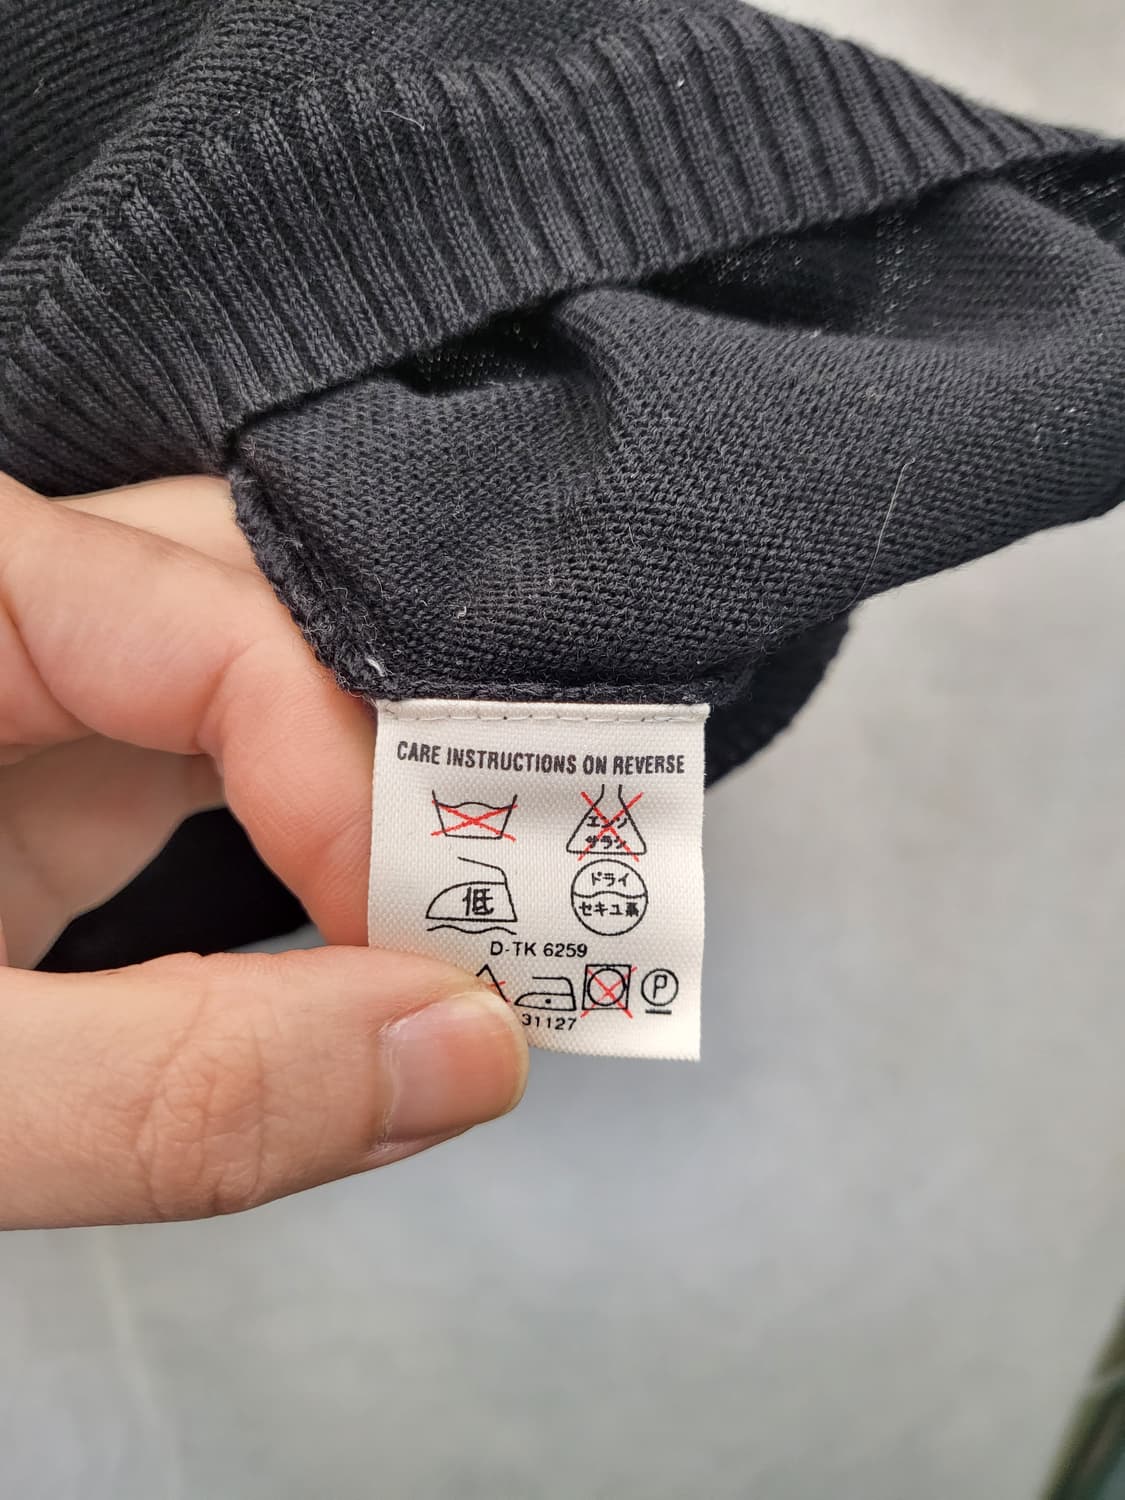 CARE INSTRUCTIONS ON REVERSE
エンソ
サラシ
低
ドライ
セキユ系
D-TK 6259
P
31127